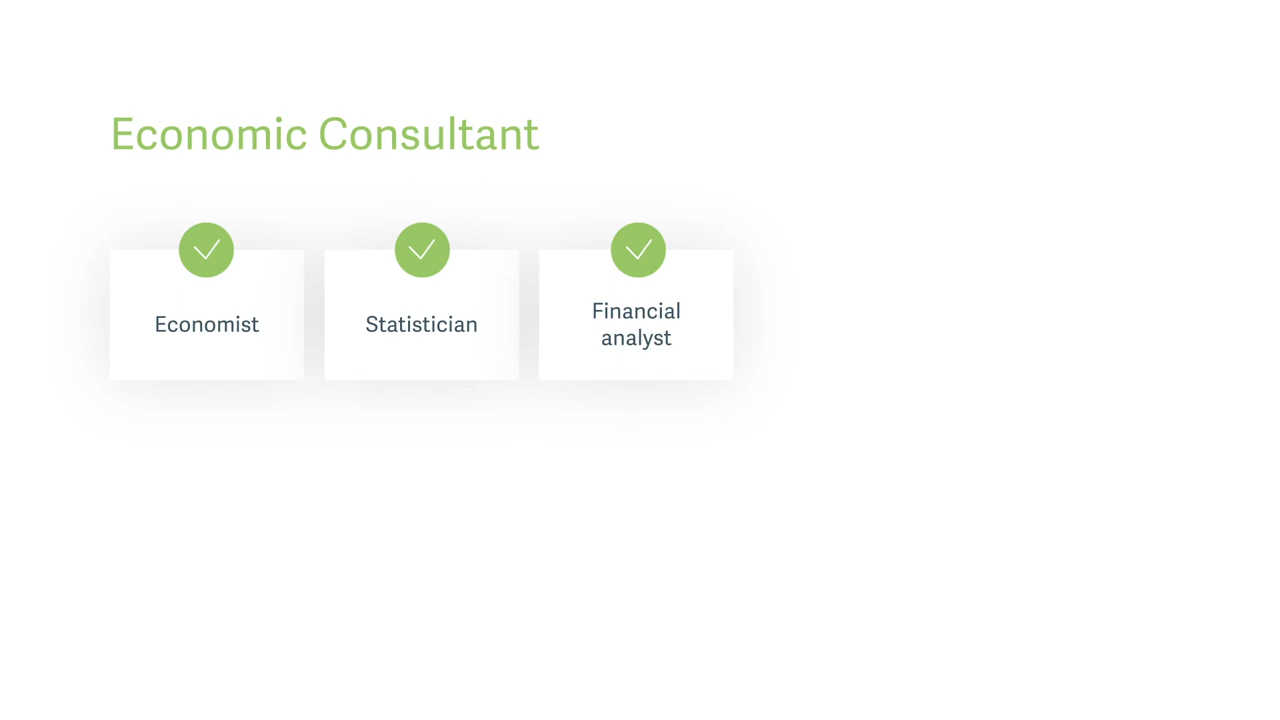 Economic Consultant
Economist
Statistician
Financial
analyst